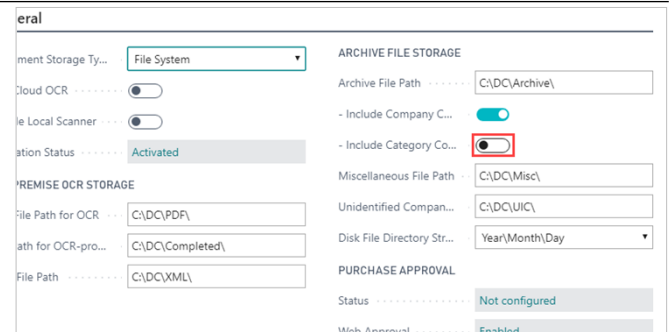 eral
ment Storage Ty...
File System
Cloud OCR
le Local Scanner
ation Status
Activated
PREMISE OCR STORAGE
File Path for OCR
C:\DC\PDF\
ath for OCR-pro...
C:\DC\Completed\
File Path
C:\DC\XML\
ARCHIVE FILE STORAGE
Archive File Path
C:\DC\Archive\
- Include Company C...
- Include Category Co...
Miscellaneous File Path
C:\DC\Misc\
Unidentified Compan...
C:\DC\UIC\
Disk File Directory Str...
Year\Month\Day
PURCHASE APPROVAL
Status
Not configured
Web Approval
Enabled